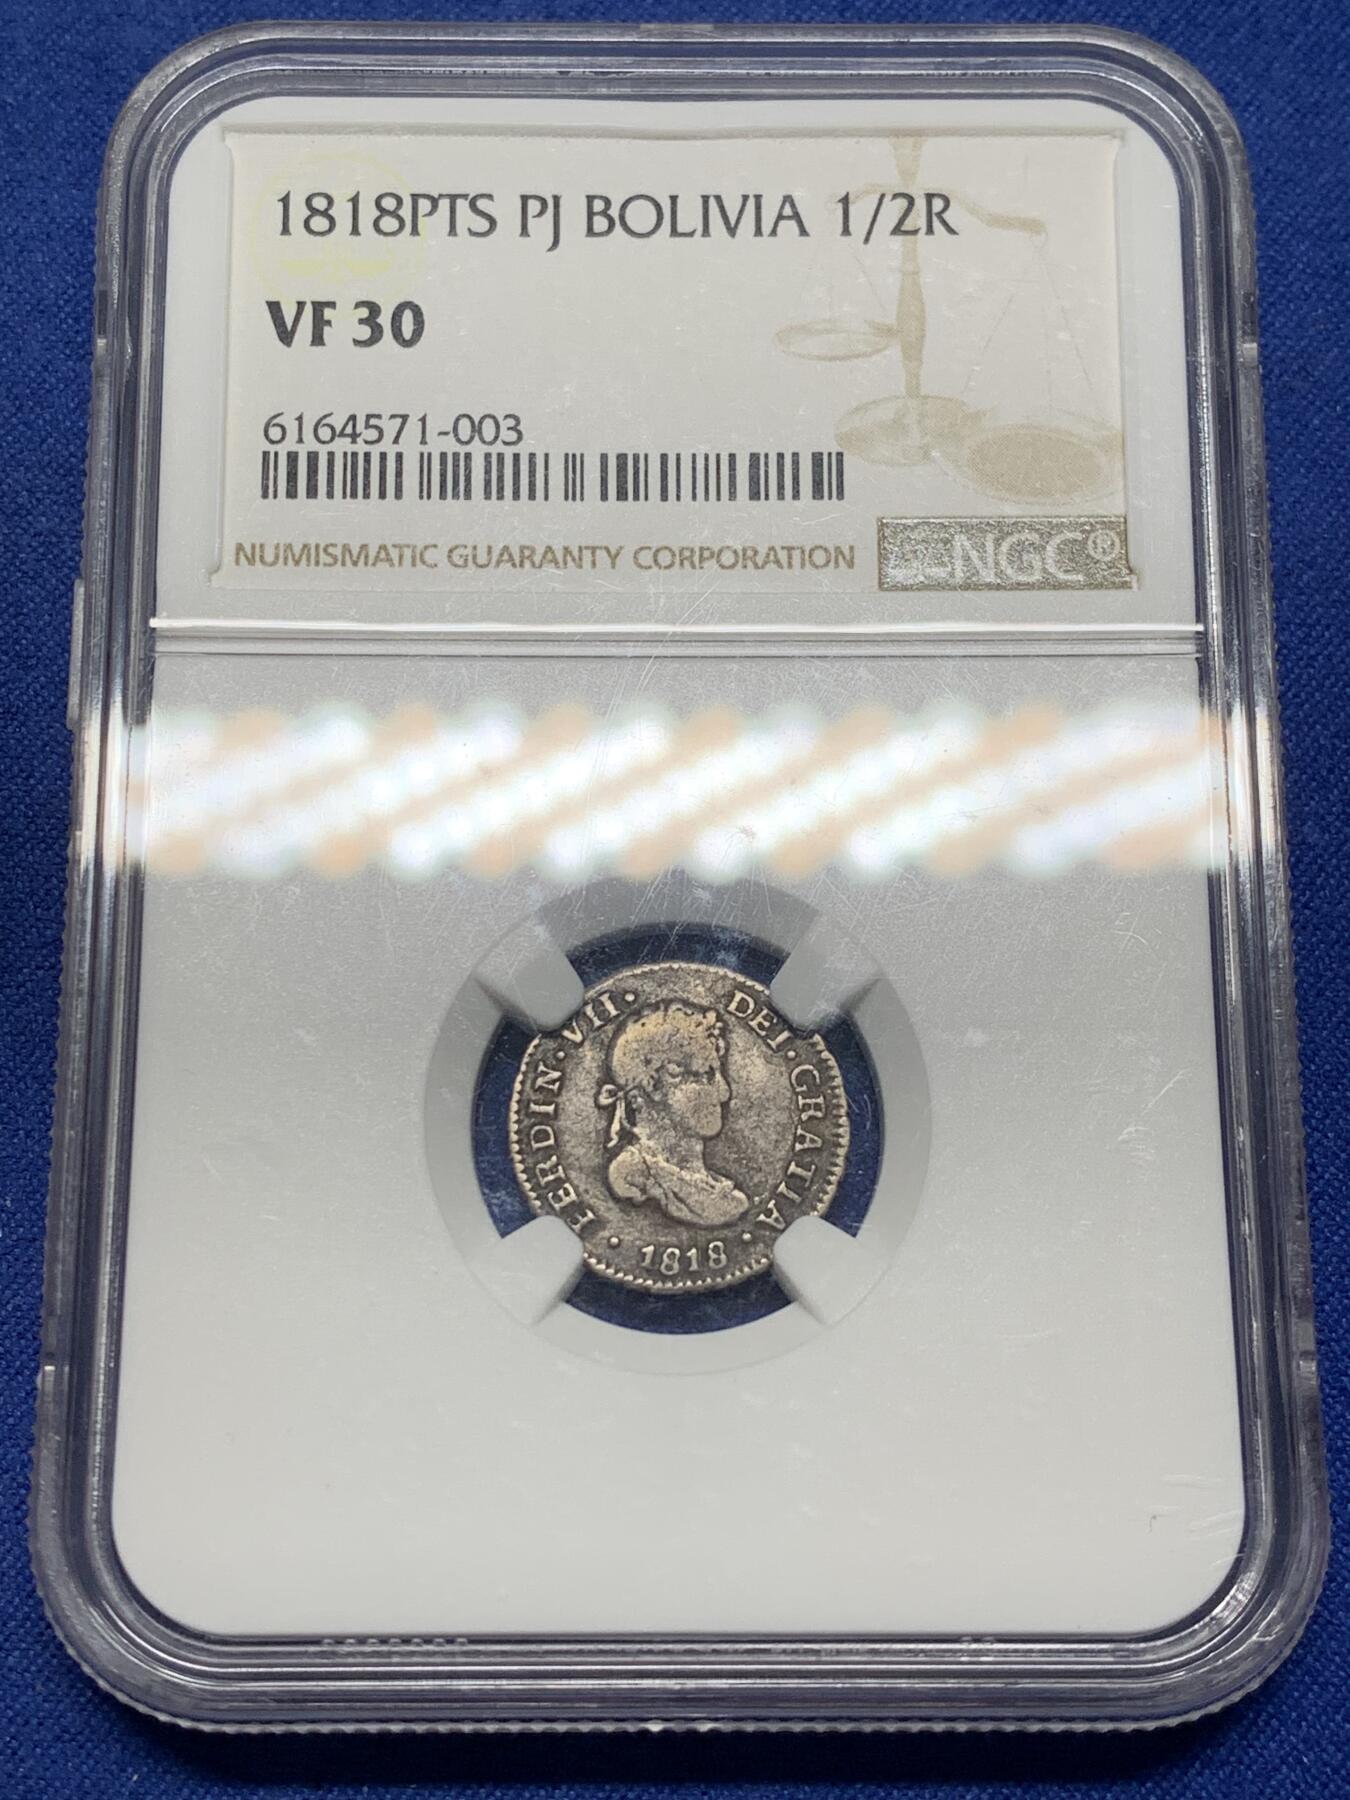 1818PTS PJ BOLIVIA 1/2R
VF 30
6164571-003
NUMISMATIC GUARANTY CORPORATION
NGC®
FERDIN·VII· DEI·GRATIA
·1818·